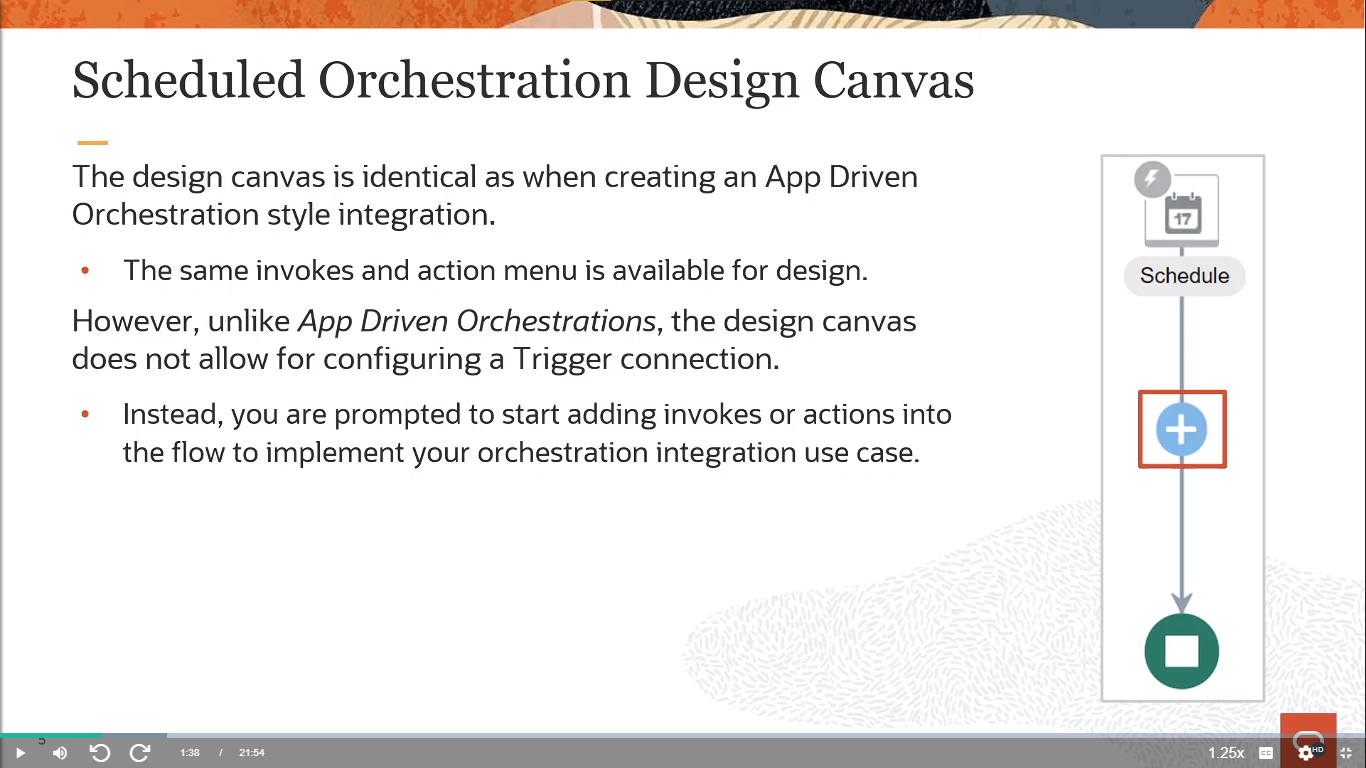 Scheduled Orchestration Design Canvas
The design canvas is identical as when creating an App Driven
Orchestration style integration.
• The same invokes and action menu is available for design.
However, unlike App Driven Orchestrations, the design canvas
does not allow for configuring a Trigger connection.
• Instead, you are prompted to start adding invokes or actions into
the flow to implement your orchestration integration use case.
17
Schedule
5
1:38 / 21:54
1.25x
CC
HD